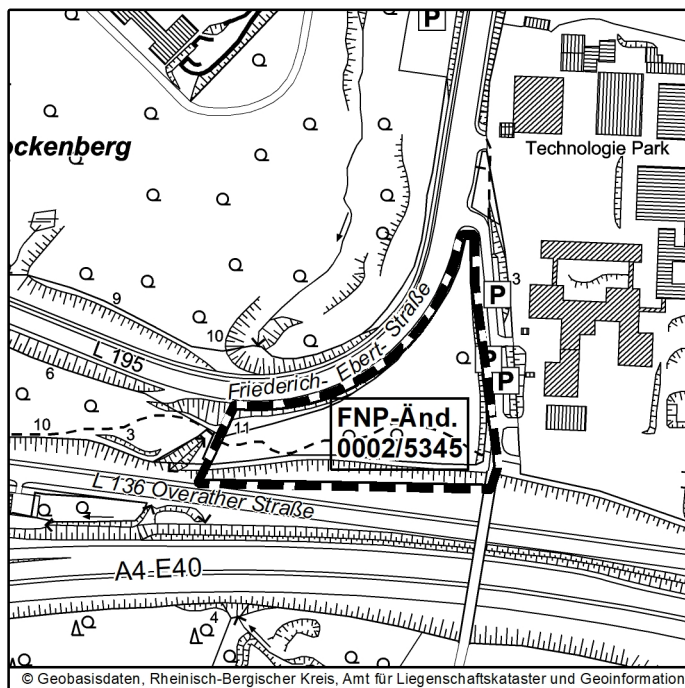 P
ockenberg
Technologie Park
3
P
9
10
L 195
Friederich- Ebert- Straße
6
P
P
FNP-Änd.
0002/5345
11
10
3
L 136 Overather Straße
A4 E40
4
© Geobasisdaten, Rheinisch-Bergischer Kreis, Amt für Liegenschaftskataster und Geoinformation